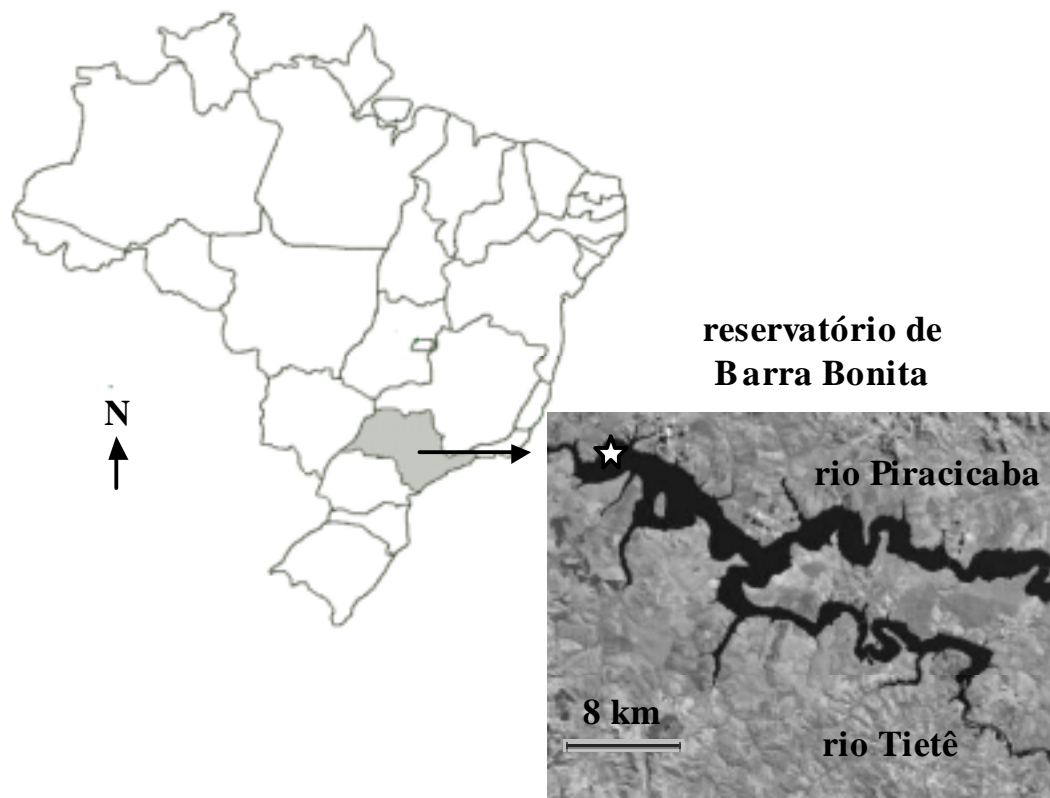 reservatório de
Barra Bonita
N
rio Piracicaba
8 km
rio Tietê